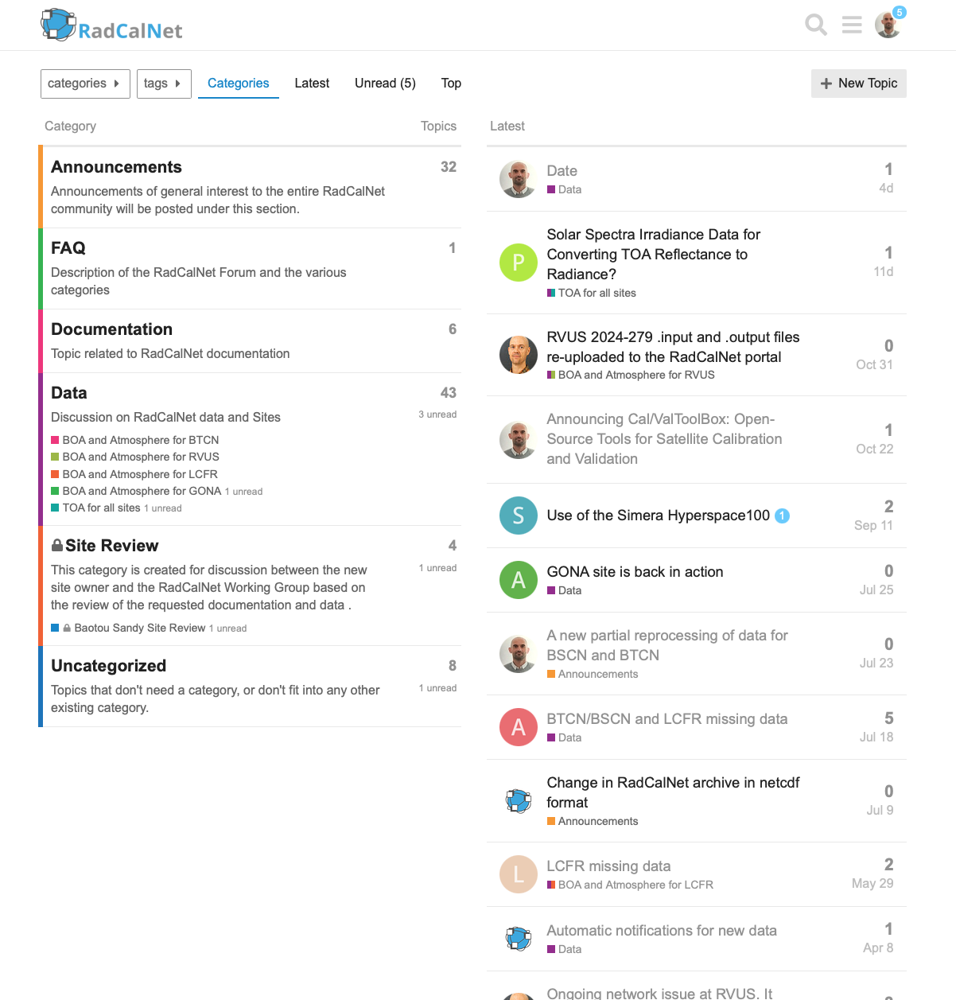 RadCalNet
5
categories
tags
Categories
Latest
Unread (5)
Top
New Topic
Category
Topics
Announcements
32
Announcements of general interest to the entire RadCalNet
community will be posted under this section.
FAQ
1
Description of the RadCalNet Forum and the various
categories
Documentation
6
Topic related to RadCalNet documentation
Data
43
Discussion on RadCalNet data and Sites
3 unread
BOA and Atmosphere for BTCN
BOA and Atmosphere for RVUS
BOA and Atmosphere for LCFR
BOA and Atmosphere for GONA 1 unread
TOA for all sites 1 unread
Site Review
4
This category is created for discussion between the new
1 unread
site owner and the RadCalNet Working Group based on
the review of the requested documentation and data .
Baotou Sandy Site Review 1 unread
Uncategorized
8
Topics that don't need a category, or don't fit into any other
1 unread
existing category.
Latest
Date
1
Data
4d
P
Solar Spectra Irradiance Data for
Converting TOA Reflectance to
Radiance?
1
11d
TOA for all sites
RVUS 2024-279 .input and .output files
re-uploaded to the RadCalNet portal
0
Oct 31
BOA and Atmosphere for RVUS
Announcing Cal/ValToolBox: Open-
Source Tools for Satellite Calibration
and Validation
1
Oct 22
S
Use of the Simera Hyperspace100 1
2
Sep 11
A
GONA site is back in action
0
Data
Jul 25
A new partial reprocessing of data for
BSCN and BTCN
0
Jul 23
Announcements
A
BTCN/BSCN and LCFR missing data
5
Data
Jul 18
Change in RadCalNet archive in netcdf
format
0
Jul 9
Announcements
L
LCFR missing data
2
BOA and Atmosphere for LCFR
May 29
Automatic notifications for new data
1
Data
Apr 8
Ongoing network issue at RVUS. It